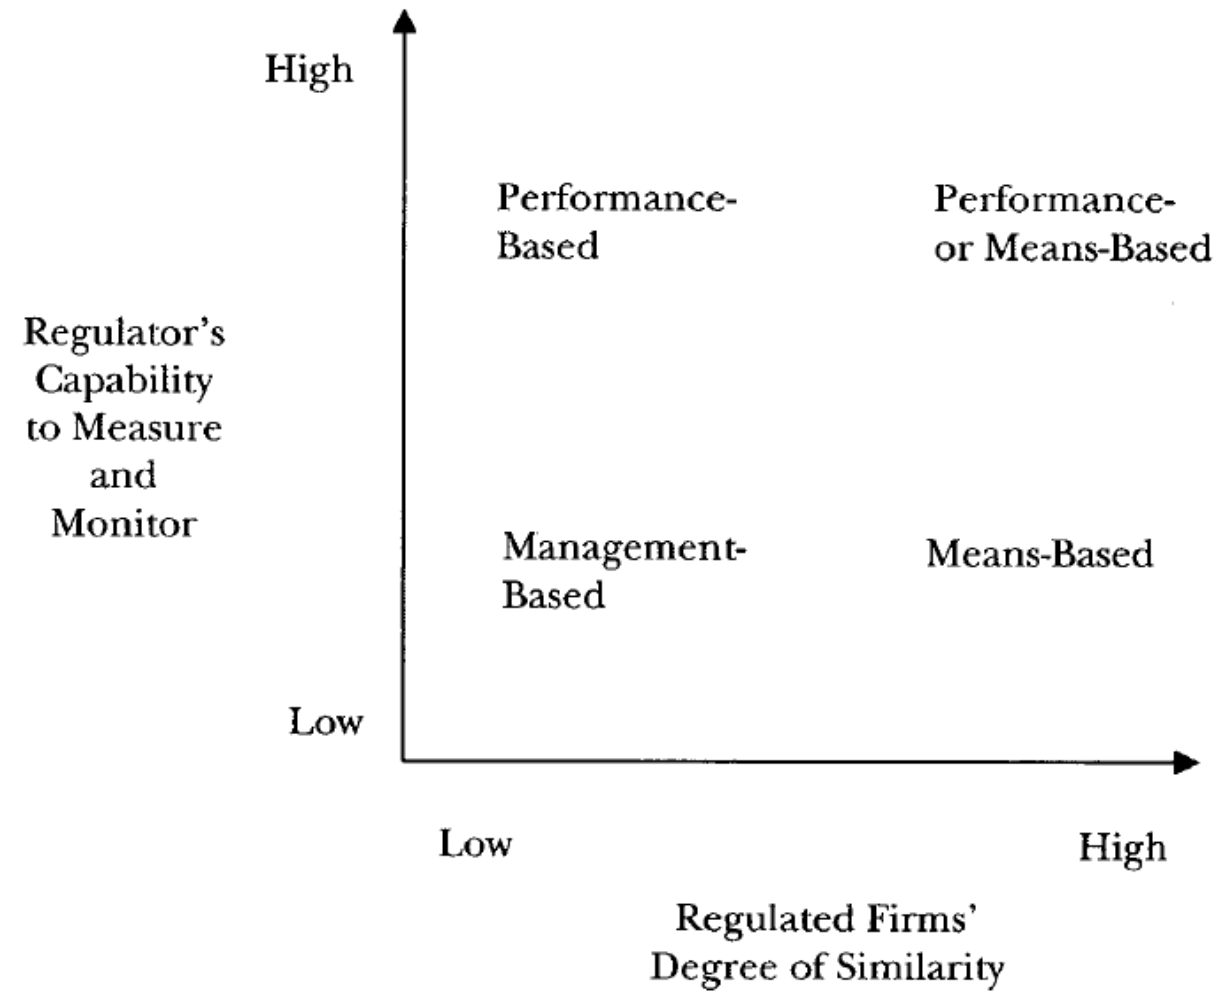 High
Performance-
Based
Performance-
or Means-Based
Regulator's
Capability
to Measure
and
Monitor
Management-
Based
Means-Based
Low
Low
High
Regulated Firms'
Degree of Similarity